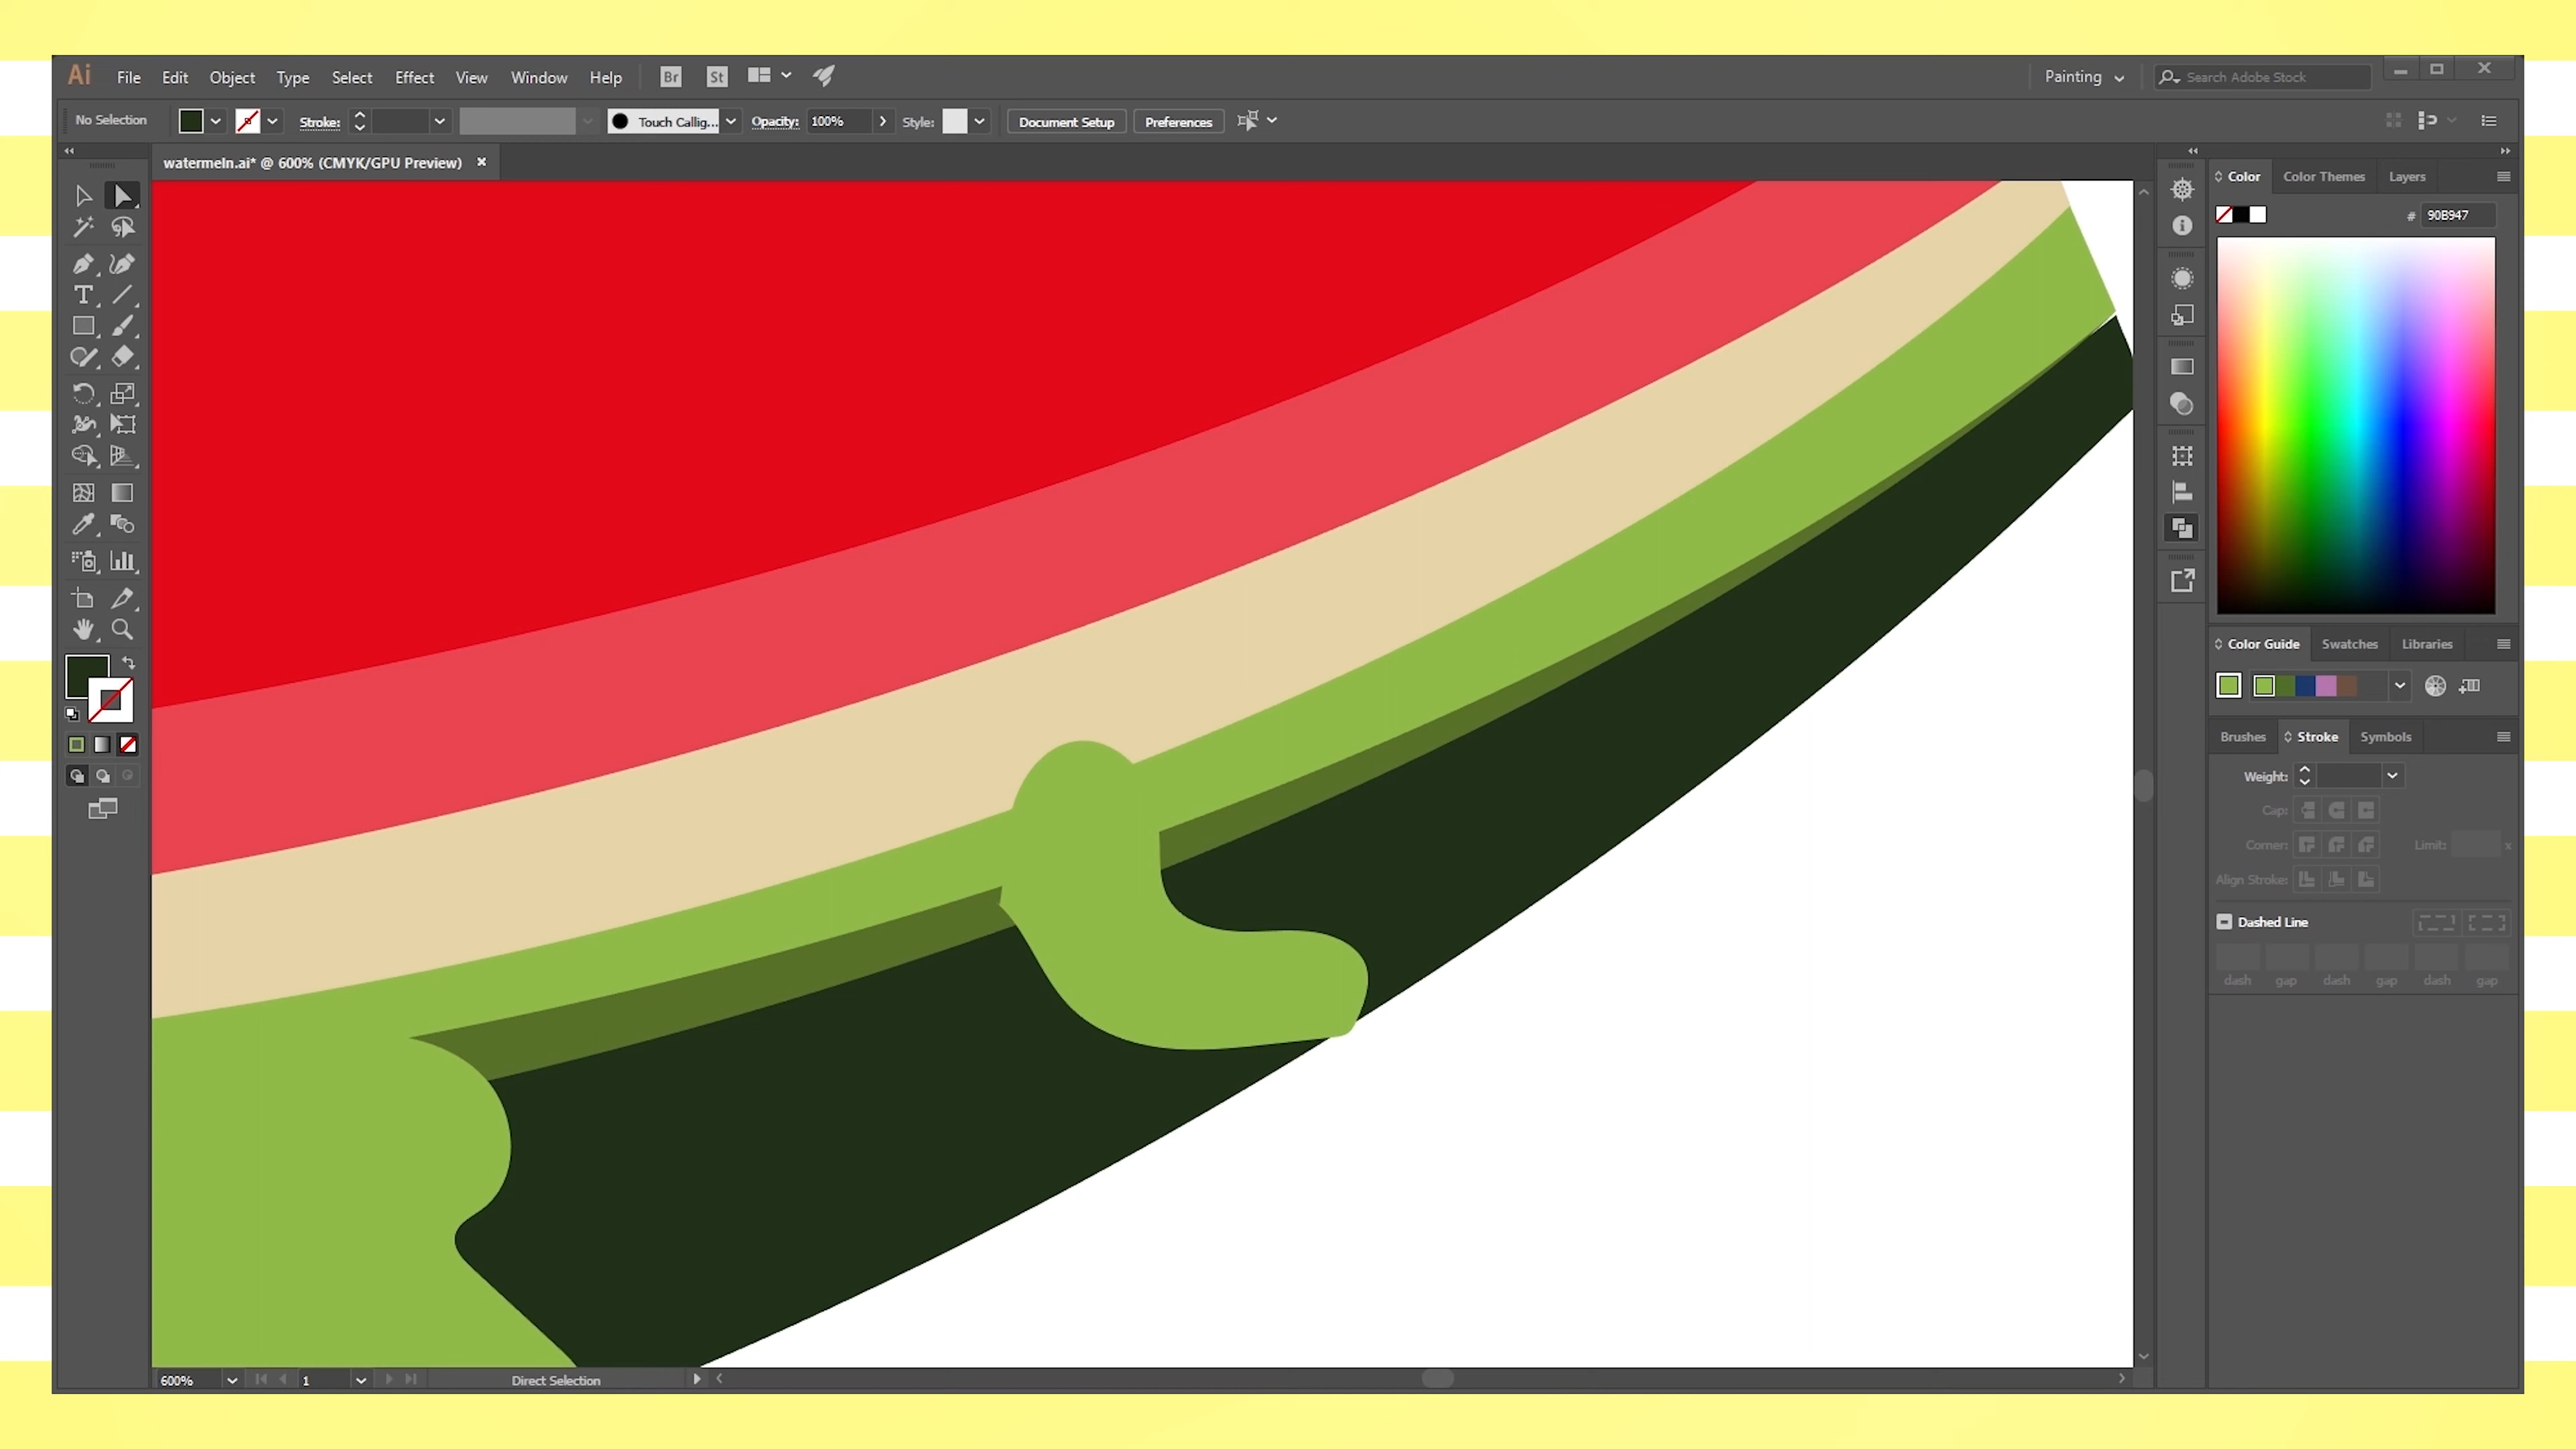 Ai File Edit Object Type Select Effect View Window Help Br St Painting Search Adobe Stock
No Selection Stroke: Touch Callig... Opacity: 100% Style: Document Setup Preferences
watermeln.ai* @ 600% (CMYK/GPU Preview)
Color Color Themes Layers
# 90B947
Color Guide Swatches Libraries
Brushes Stroke Symbols
Weight:
Cap:
Corner: Limit: x
Align Stroke:
Dashed Line
dash gap dash gap dash gap
600% 1 Direct Selection